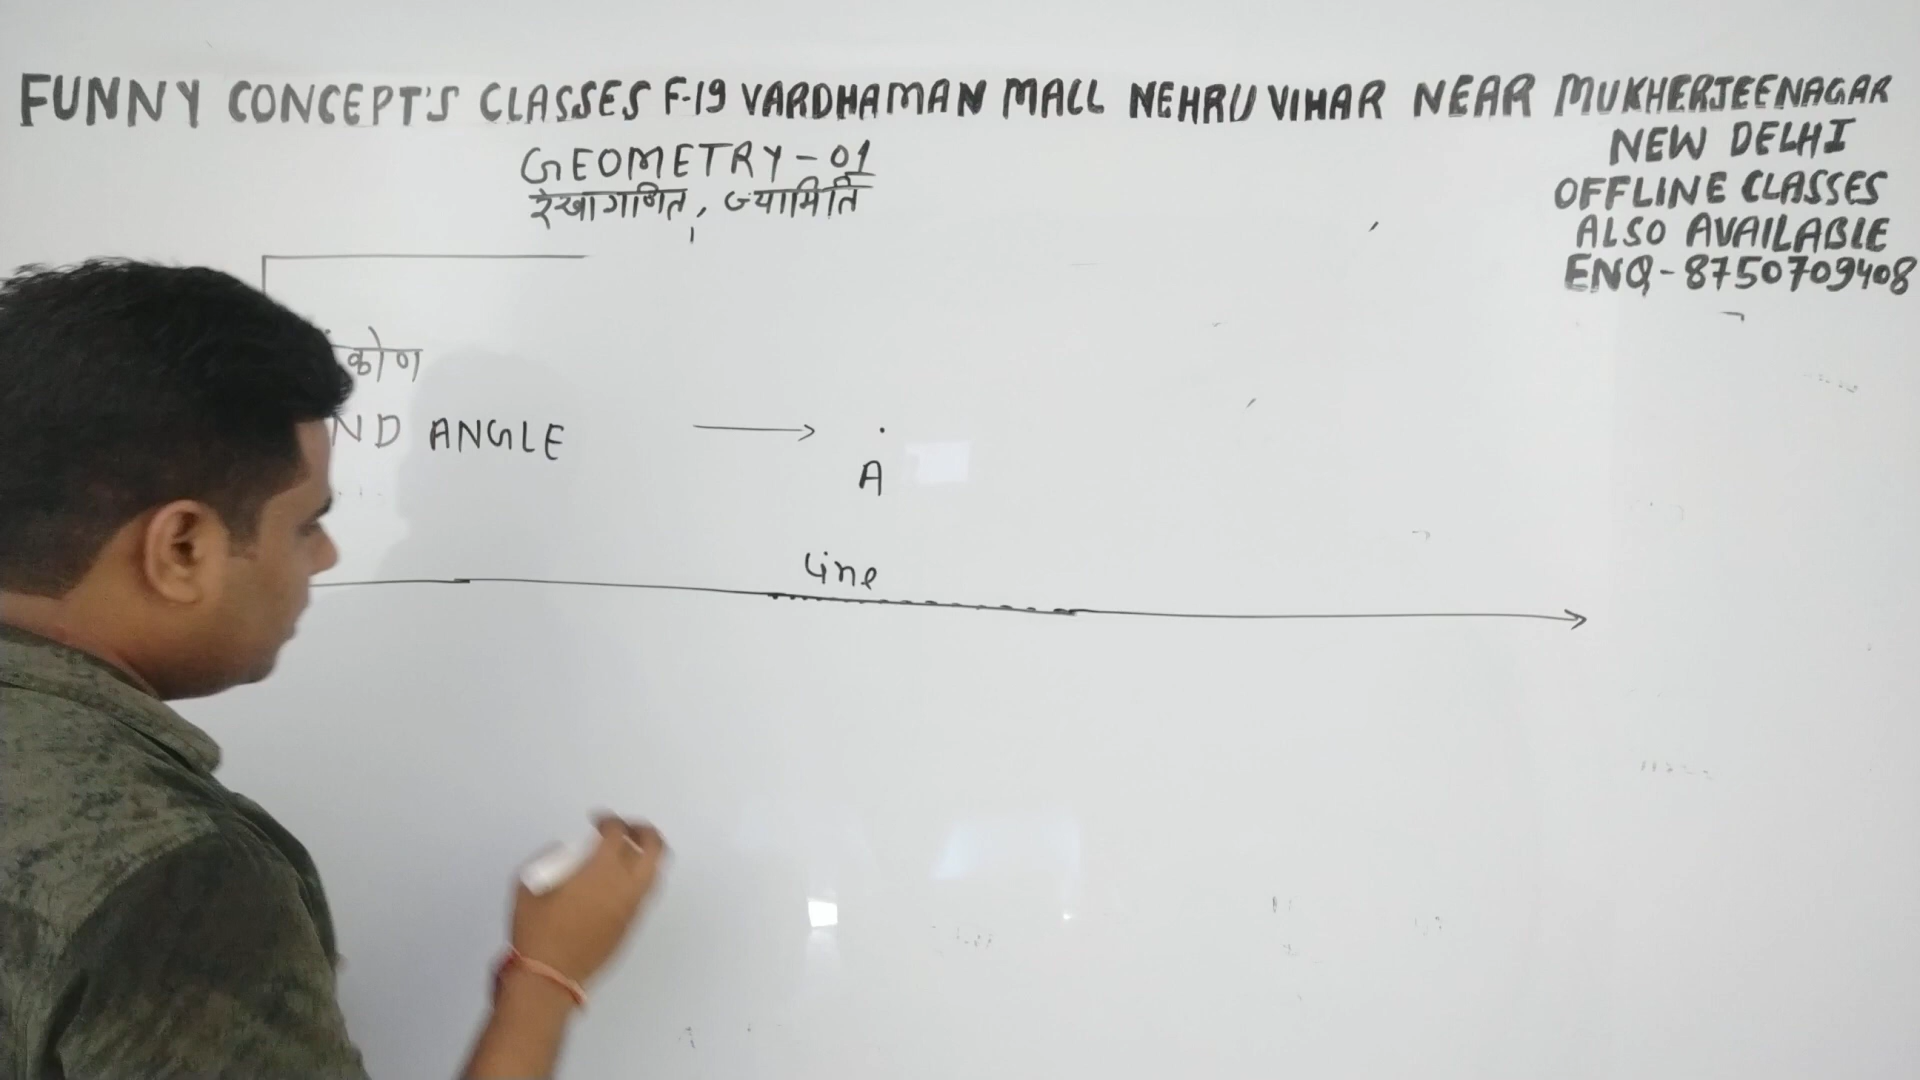 FUNNY CONCEPT'S CLASSES F-19 VARDHAMAN MALL NEHRU VIHAR NEAR MUKHERJEENAGAR
NEW DELHI
OFFLINE CLASSES
ALSO AVAILABLE
ENQ-8750709408
GEOMETRY-01
रेखागणित, ज्यामिति
कोण
ND ANGLE
A
Line